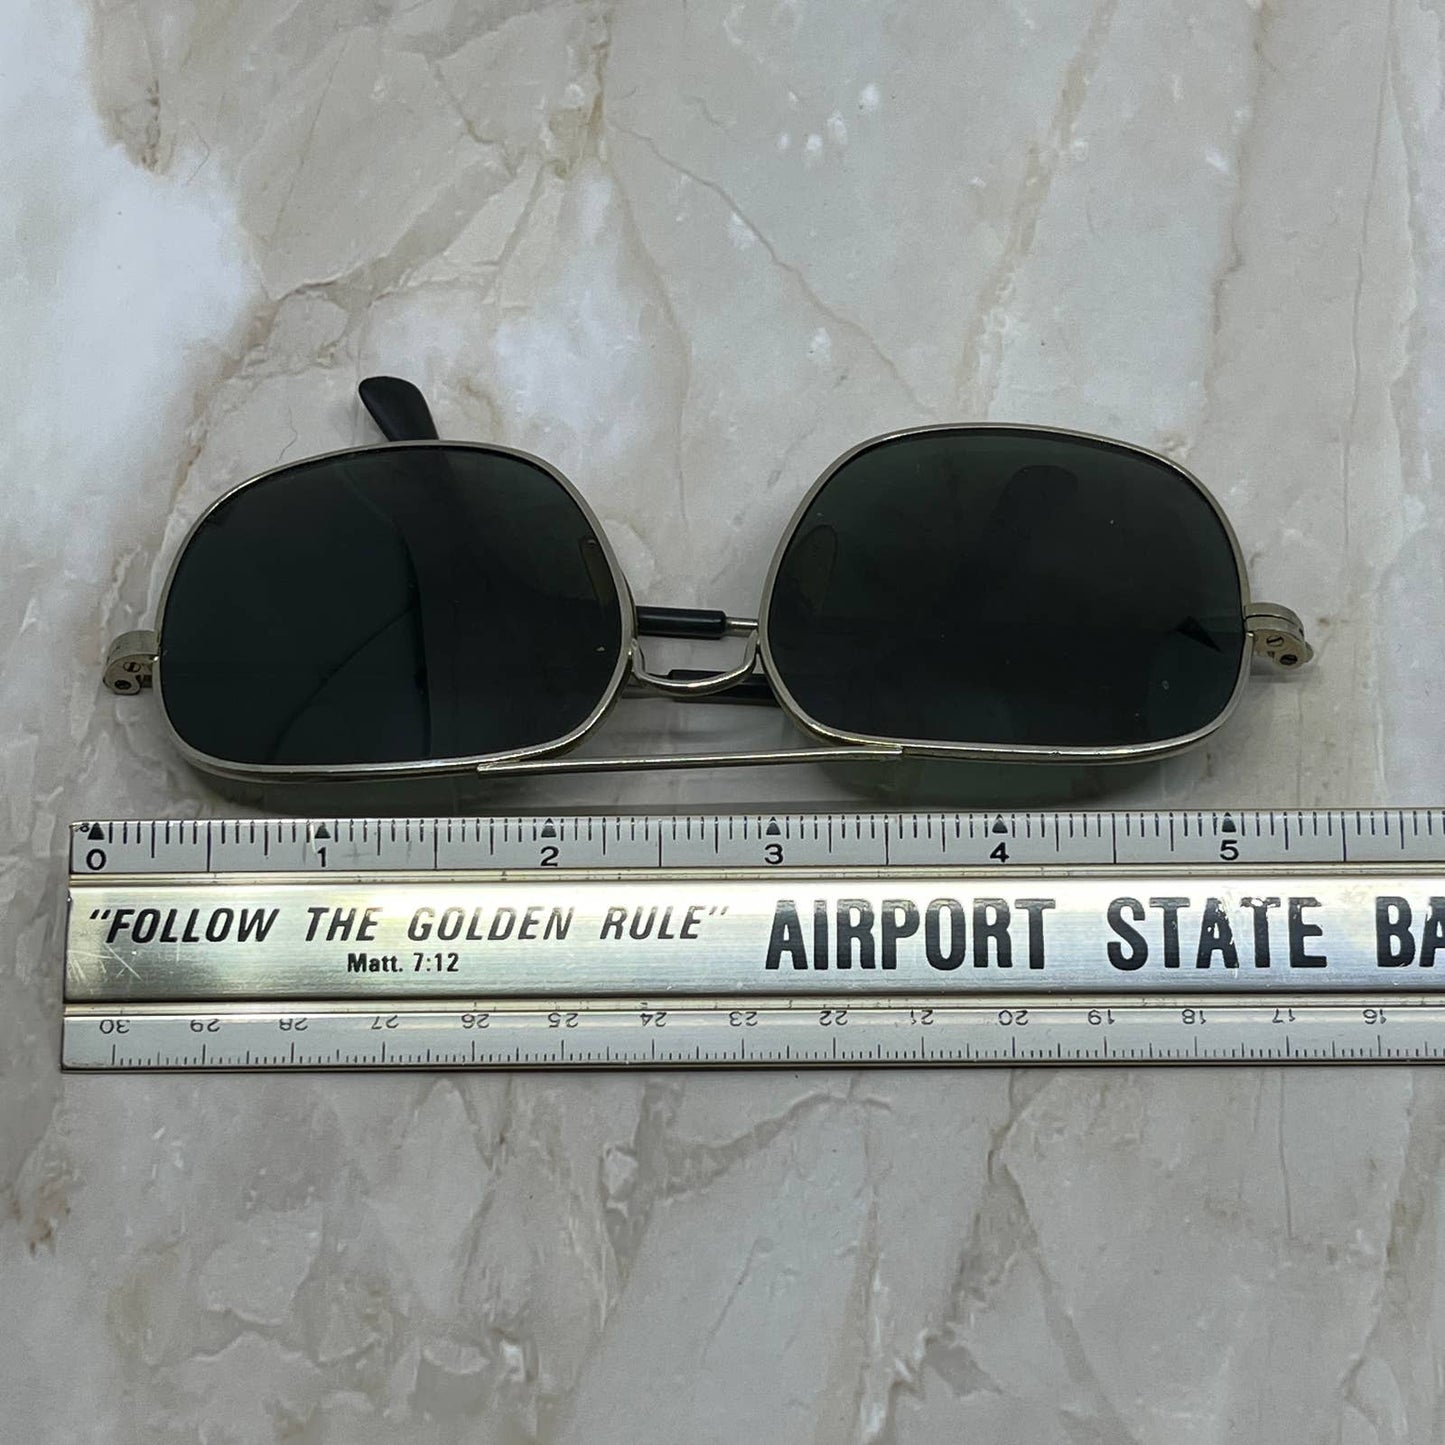 0 1 2 3 4 5
"FOLLOW THE GOLDEN RULE" AIRPORT STATE BA
Matt. 7:12
30 29 28 27 26 25 24 23 22 21 20 19 18 17 16